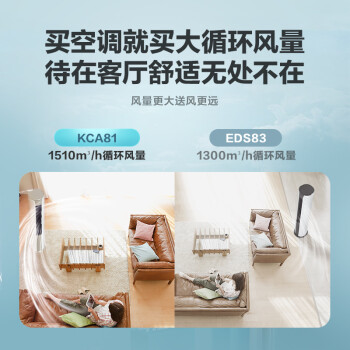 买空调就买大循环风量
待在客厅舒适无处不在
风量更大送风更远
KCA81
EDS83
1510m³/h循环风量
1300m³/h循环风量